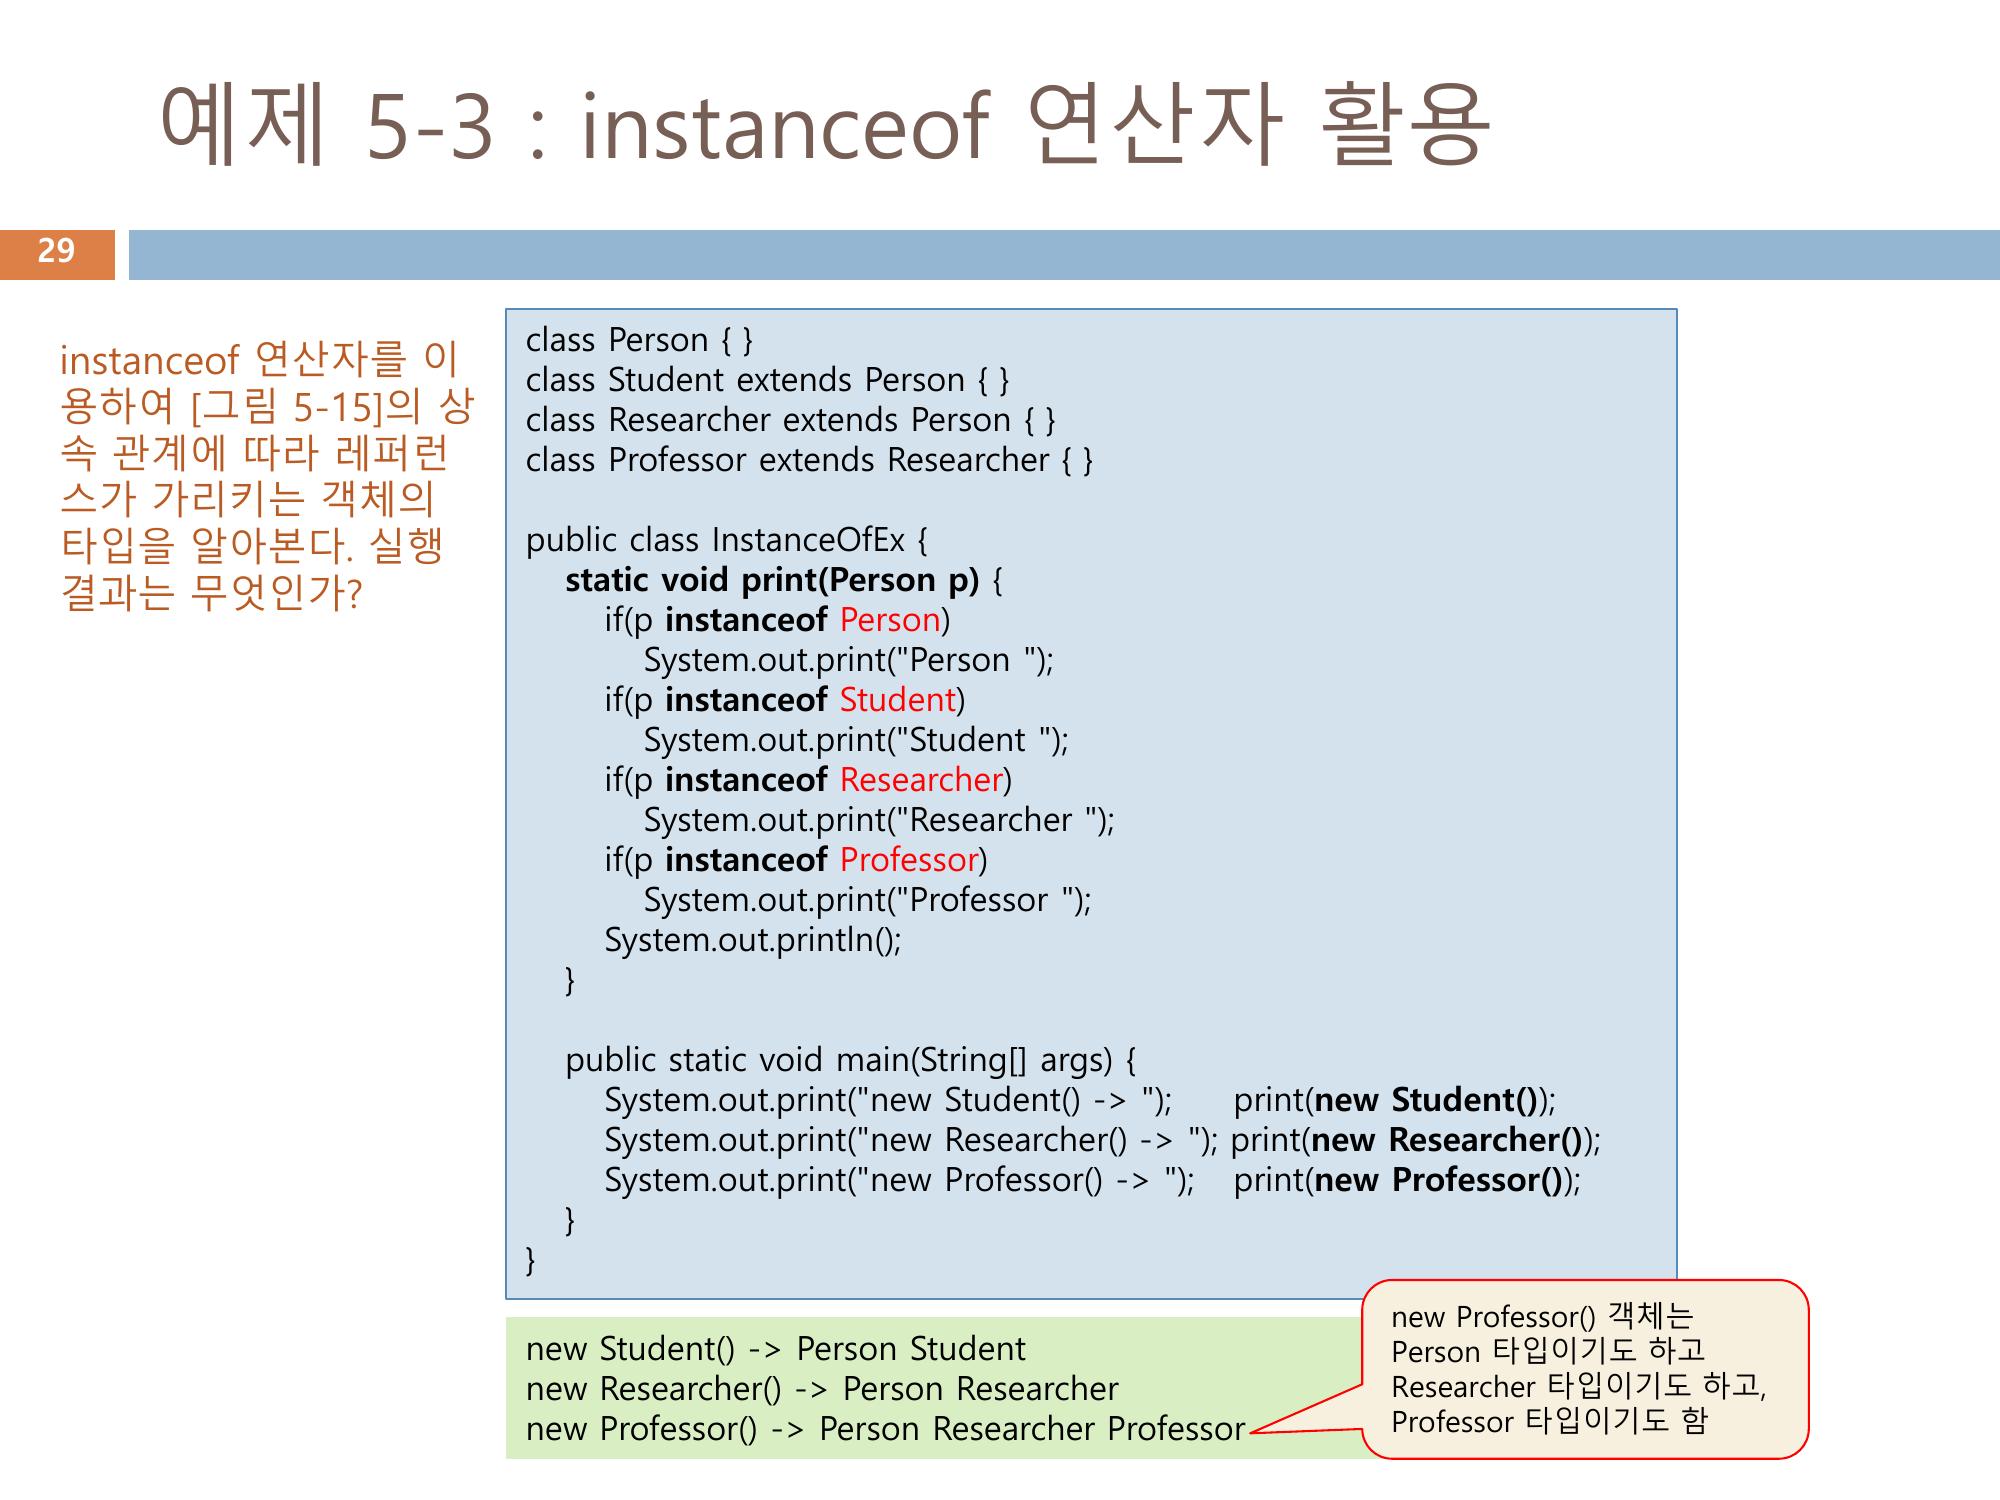 예제 5-3 : instanceof 연산자 활용
29
instanceof 연산자를 이
용하여 [그림 5-15]의 상
속 관계에 따라 레퍼런
스가 가리키는 객체의
타입을 알아본다. 실행
결과는 무엇인가?
class Person { }
class Student extends Person { }
class Researcher extends Person { }
class Professor extends Researcher { }
public class InstanceOfEx {
static void print(Person p) {
if(p instanceof Person)
System.out.print("Person ");
if(p instanceof Student)
System.out.print("Student ");
if(p instanceof Researcher)
System.out.print("Researcher ");
if(p instanceof Professor)
System.out.print("Professor ");
System.out.println();
}
public static void main(String[] args) {
System.out.print("new Student() -> "); print(new Student());
System.out.print("new Researcher() -> "); print(new Researcher());
System.out.print("new Professor() -> "); print(new Professor());
}
}
new Student() -> Person Student
new Researcher() -> Person Researcher
new Professor() -> Person Researcher Professor
new Professor() 객체는
Person 타입이기도 하고
Researcher 타입이기도 하고,
Professor 타입이기도 함